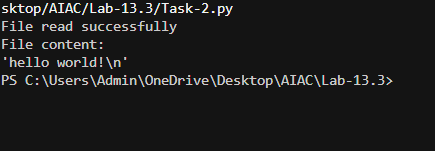 sktop/AIAC/Lab-13.3/Task-2.py
File read successfully
File content:
'hello world!\n'
PS C:\Users\Admin\OneDrive\Desktop\AIAC\Lab-13.3>